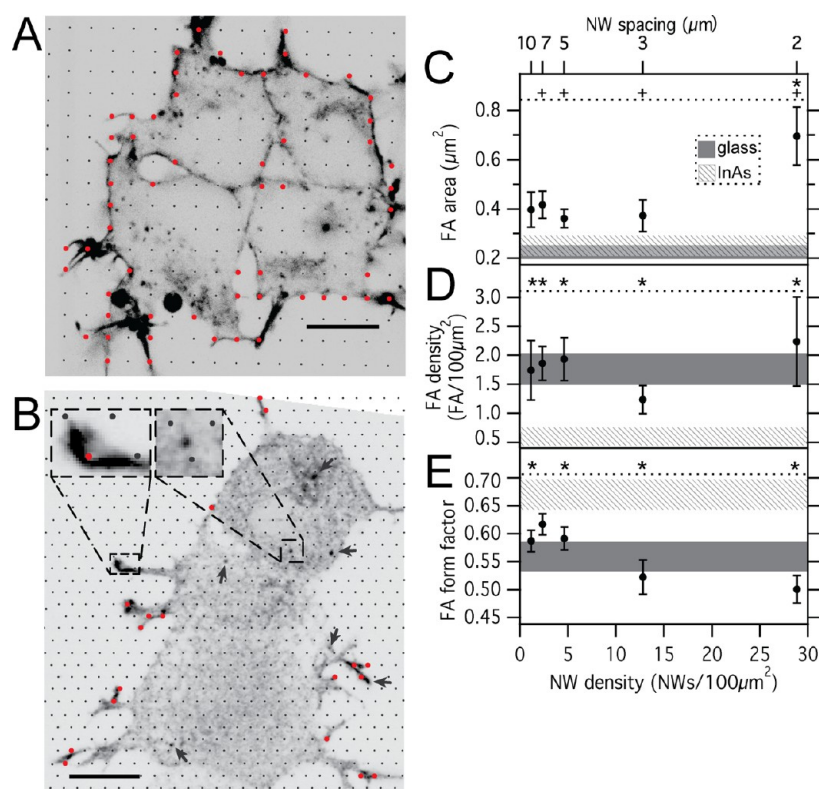 A
B
NW spacing (μm)
10 7 5 3 2
C
*
+ + + +
FA area (μm²)
0.8
0.6
0.4
0.2
glass
InAs
D
** * * *
FA density²
(FA/100μm²)
3.0
2.5
2.0
1.5
1.0
0.5
E
* * * *
FA form factor
0.70
0.65
0.60
0.55
0.50
0.45
0 5 10 15 20 25 30
NW density (NWs/100μm²)